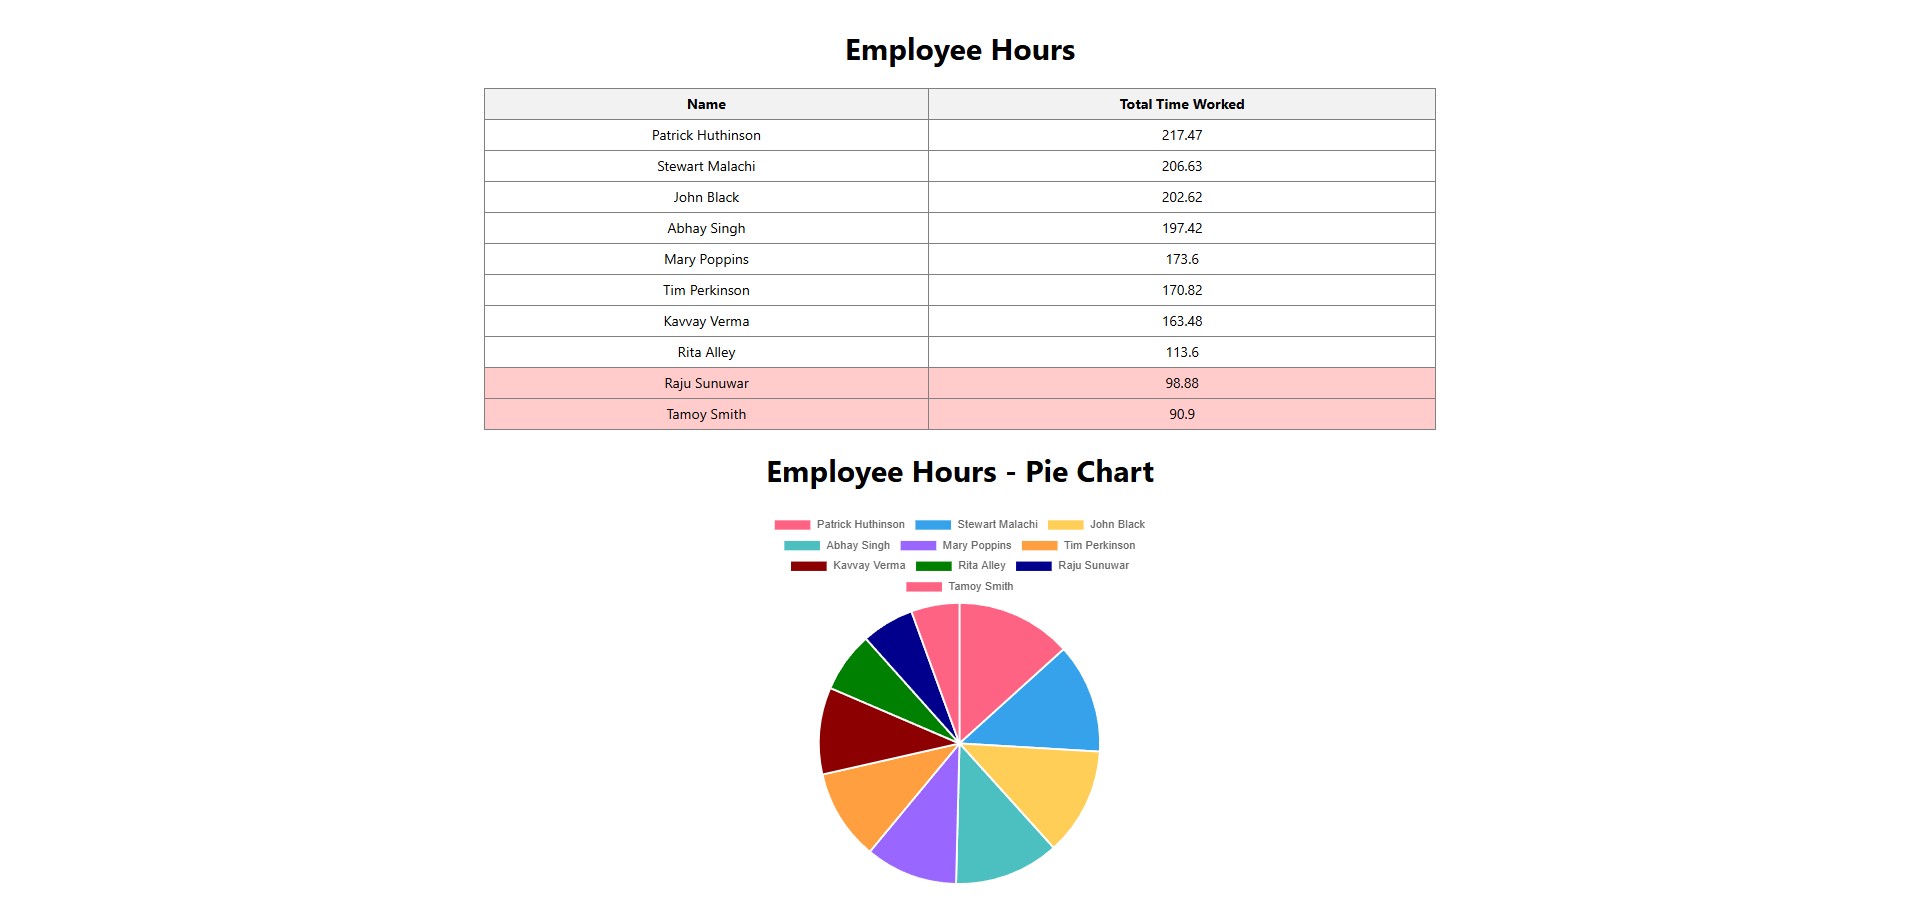 Employee Hours
Name Total Time Worked
Patrick Huthinson 217.47
Stewart Malachi 206.63
John Black 202.62
Abhay Singh 197.42
Mary Poppins 173.6
Tim Perkinson 170.82
Kavvay Verma 163.48
Rita Alley 113.6
Raju Sunuwar 98.88
Tamoy Smith 90.9
Employee Hours - Pie Chart
Patrick Huthinson Stewart Malachi John Black
Abhay Singh Mary Poppins Tim Perkinson
Kavvay Verma Rita Alley Raju Sunuwar
Tamoy Smith